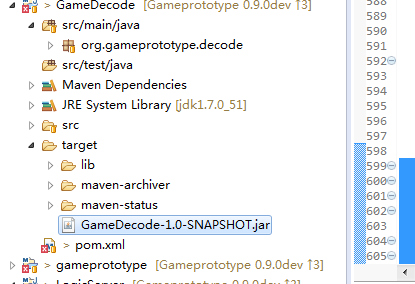 GameDecode [Gameprototype 0.9.0dev ↑3]
src/main/java
org.gameprototype.decode
src/test/java
Maven Dependencies
JRE System Library [jdk1.7.0_51]
src
target
lib
maven-archiver
maven-status
GameDecode-1.0-SNAPSHOT.jar
> pom.xml
> gameprototype [Gameprototype 0.9.0dev ↑3]
589
590
591
592
593
594
595
596
597
598
599
600
601
602
603
604
605